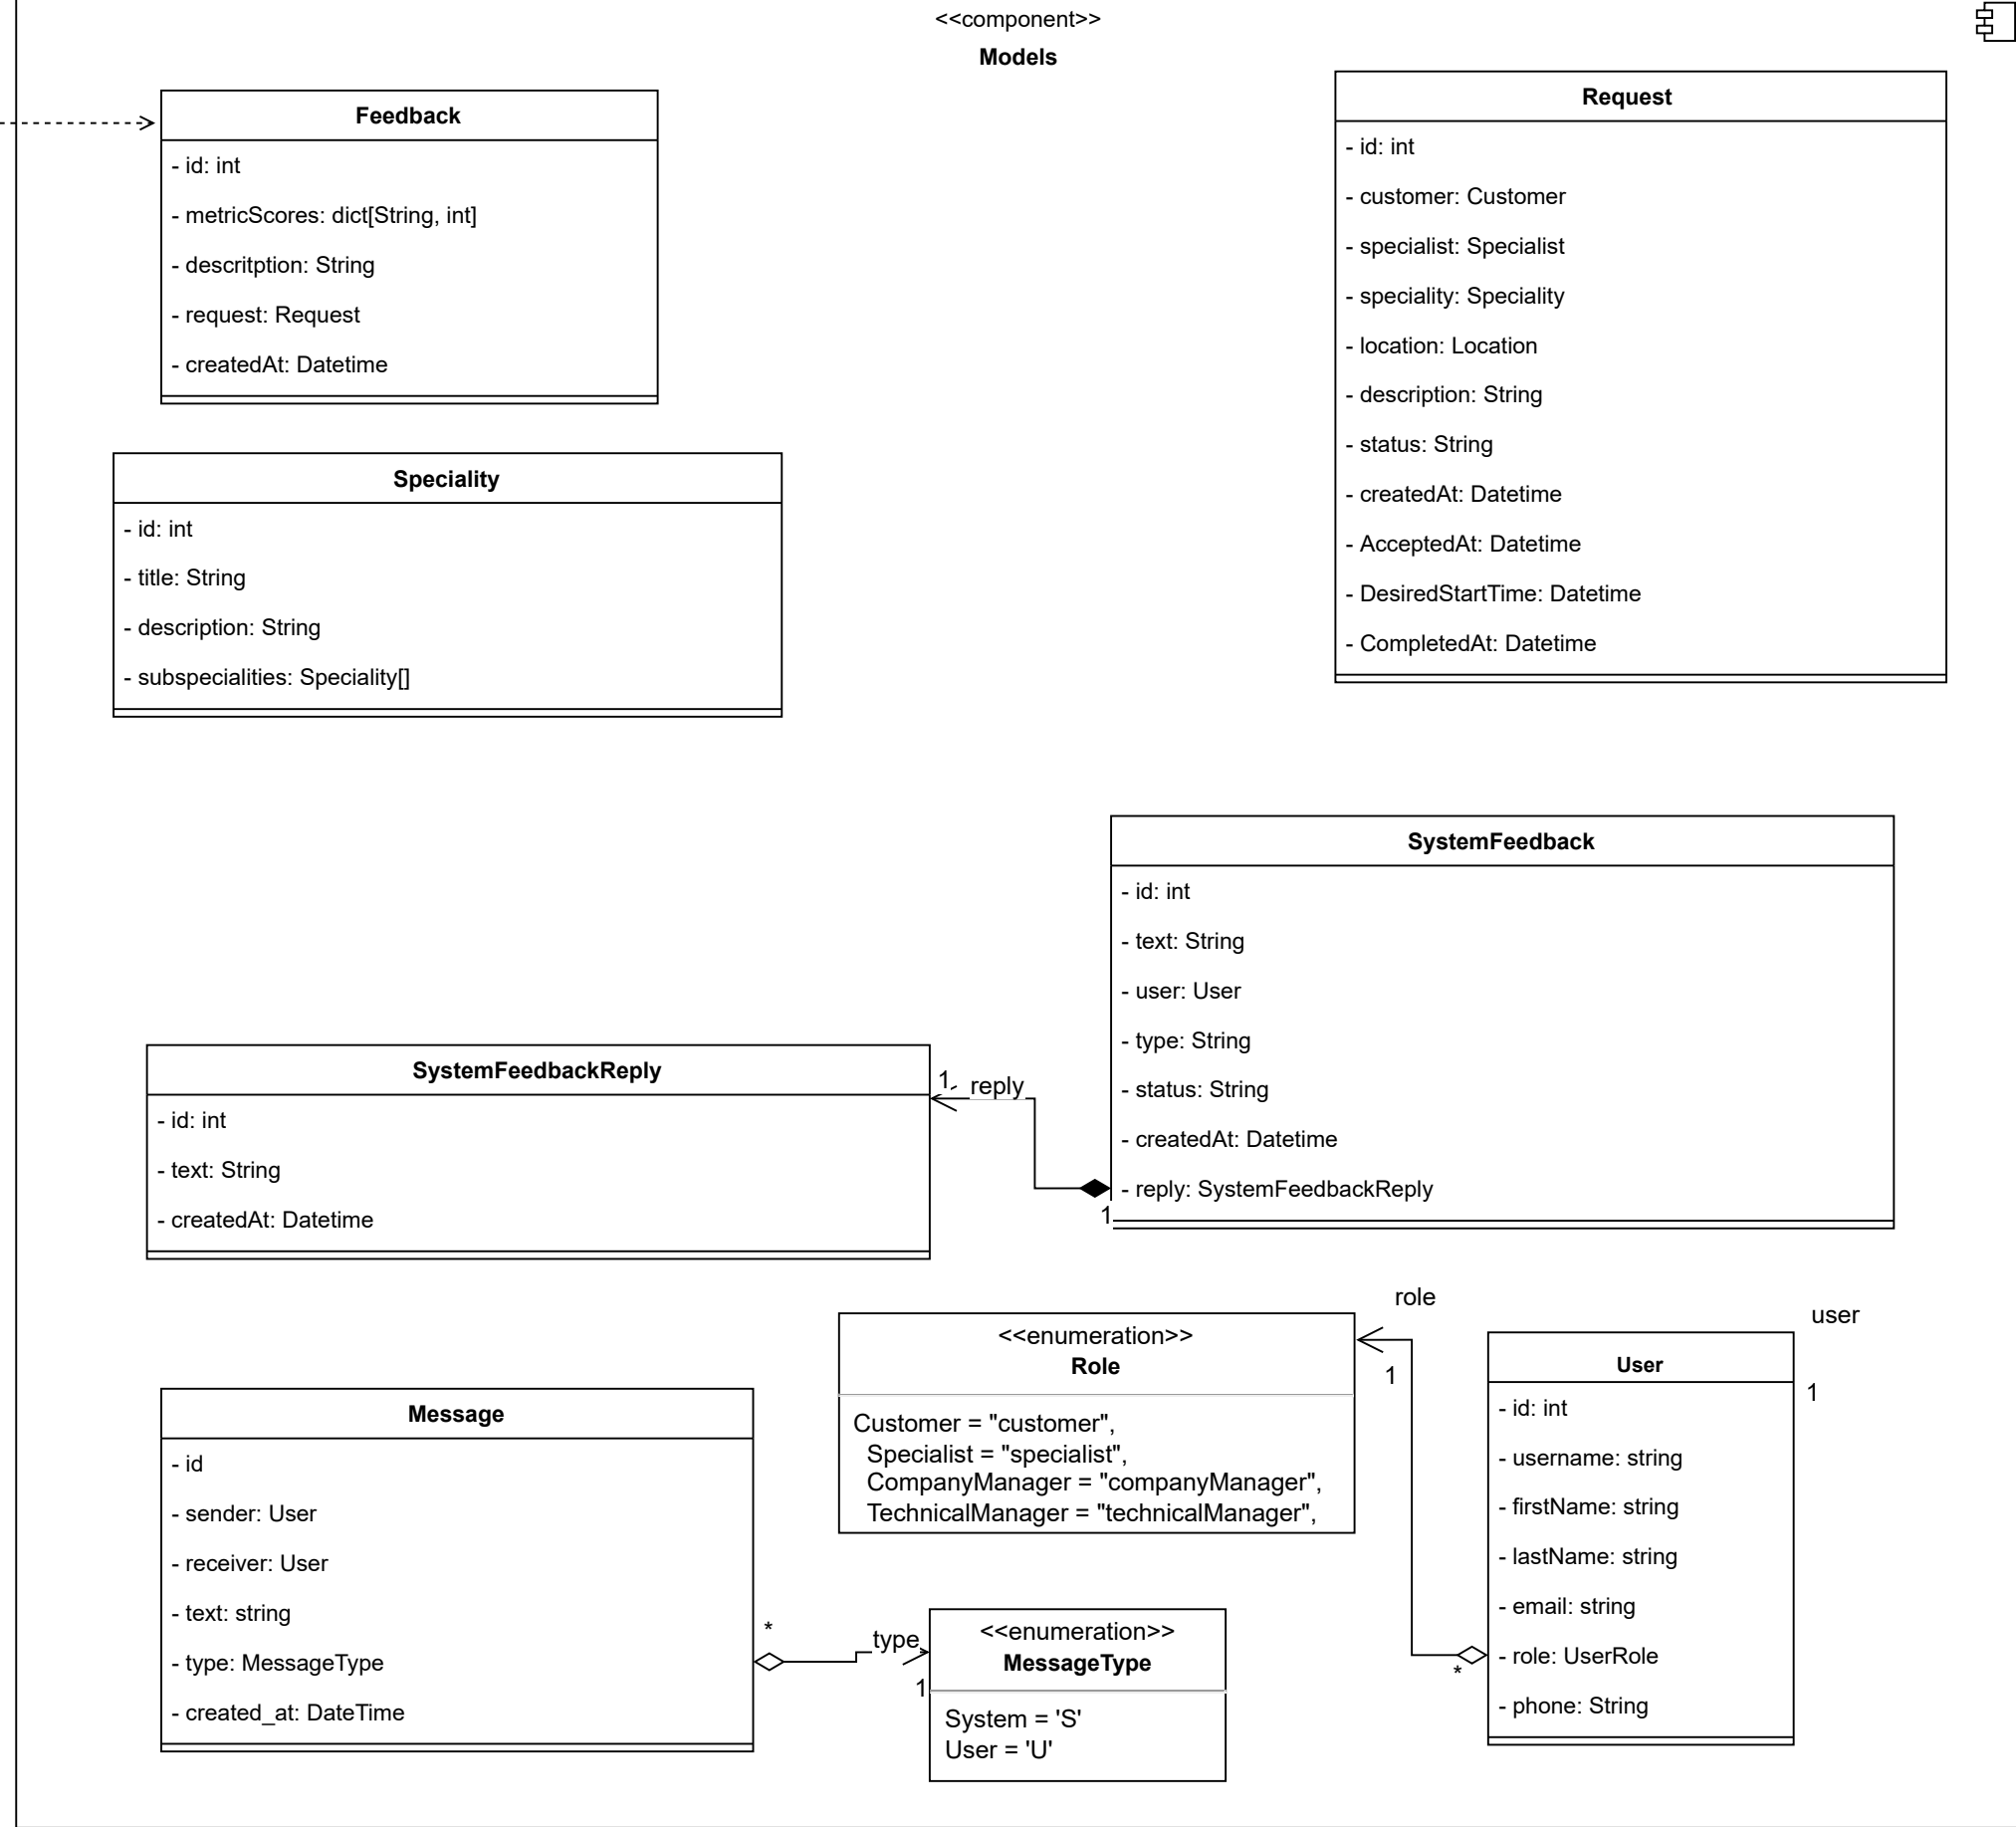 <<component>>
Models
Feedback
- id: int
- metricScores: dict[String, int]
- descritption: String
- request: Request
- createdAt: Datetime
Request
- id: int
- customer: Customer
- specialist: Specialist
- speciality: Speciality
- location: Location
- description: String
- status: String
- createdAt: Datetime
- AcceptedAt: Datetime
- DesiredStartTime: Datetime
- CompletedAt: Datetime
Speciality
- id: int
- title: String
- description: String
- subspecialities: Speciality[]
SystemFeedback
- id: int
- text: String
- user: User
- type: String
- status: String
- createdAt: Datetime
- reply: SystemFeedbackReply
1
reply
1
SystemFeedbackReply
- id: int
- text: String
- createdAt: Datetime
role
1
user
1
<<enumeration>>
Role
Customer = "customer",
Specialist = "specialist",
CompanyManager = "companyManager",
TechnicalManager = "technicalManager",
User
- id: int
- username: string
- firstName: string
- lastName: string
- email: string
- role: UserRole
- phone: String
*
Message
- id
- sender: User
- receiver: User
- text: string
- type: MessageType
- created_at: DateTime
*
type
1
<<enumeration>>
MessageType
System = 'S'
User = 'U'